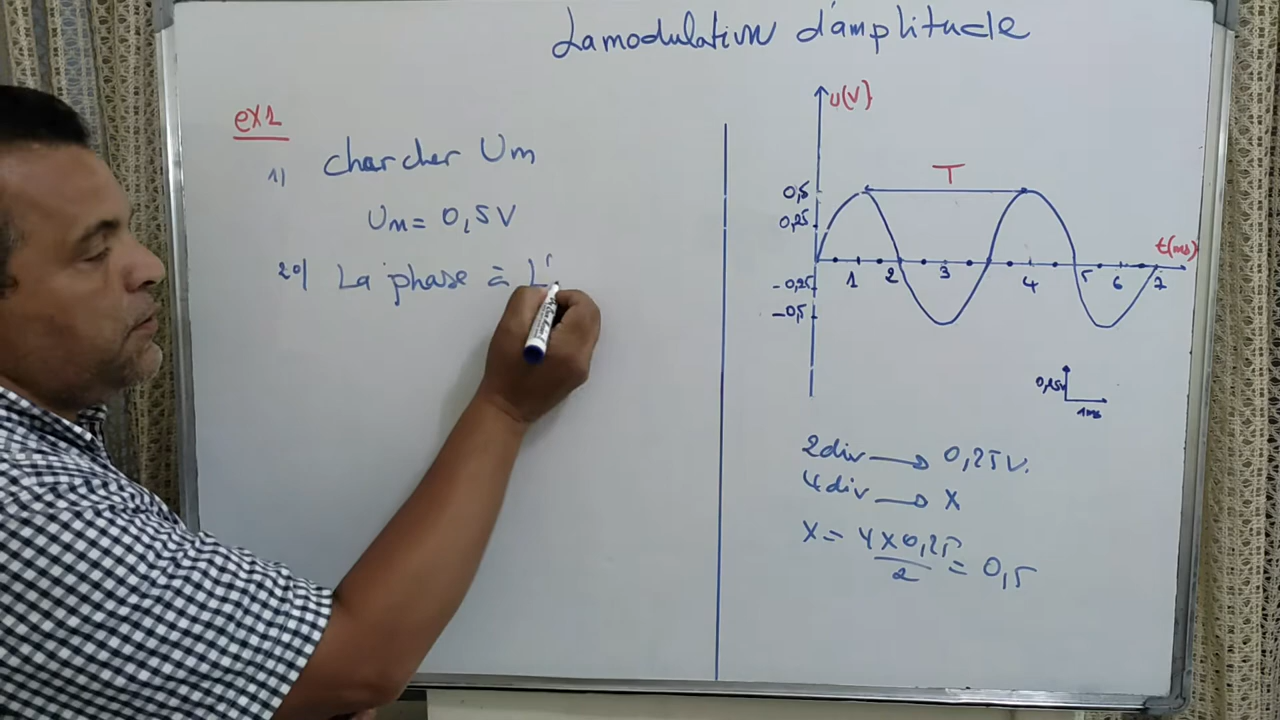 La modulation d'amplitude
ex1
1) charcher Um
Um = 0,5V
2°/ La phase à L'
u(V)
T
0,5
0,25
t(ms)
-0,25
1 2 3 4 5 6 7
-0,5
0,25V
1ms
2div → 0,25V.
4div → X
X = 4 X 0,25 / 2 = 0,5